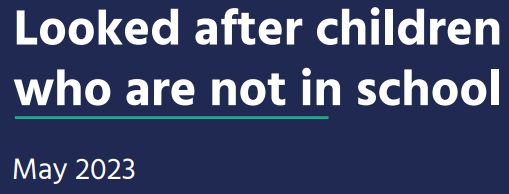 Looked after children
who are not in school
May 2023